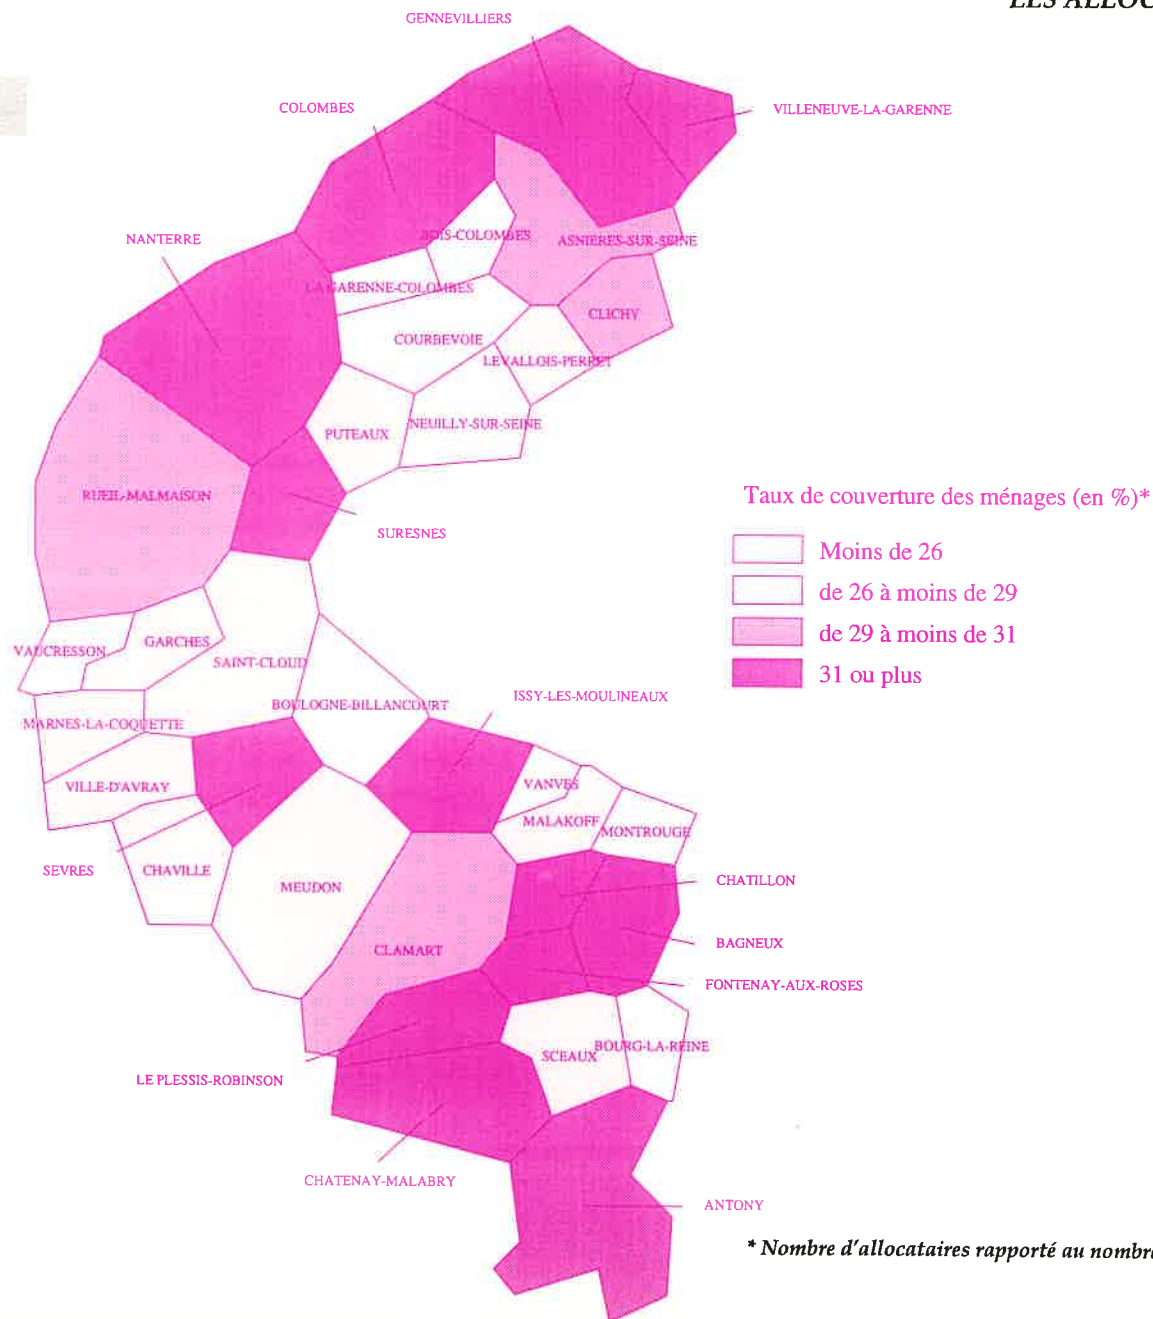 LES ALLOC
GENNEVILLIERS
COLOMBES
VILLENEUVE-LA-GARENNE
NANTERRE
BOIS-COLOMBES
ASNIERES-SUR-SEINE
LA GARENNE-COLOMBES
CLICHY
COURBEVOIE
LEVALLOIS-PERRET
NEUILLY-SUR-SEINE
PUTEAUX
RUEIL-MALMAISON
SURESNES
Taux de couverture des ménages (en %)*
Moins de 26
de 26 à moins de 29
de 29 à moins de 31
31 ou plus
VAUCRESSON
GARCHES
SAINT-CLOUD
BOULOGNE-BILLANCOURT
ISSY-LES-MOULINEAUX
MARNES-LA-COQUETTE
VILLE-D'AVRAY
VANVES
MALAKOFF
MONTROUGE
SEVRES
CHAVILLE
MEUDON
CHATILLON
BAGNEUX
CLAMART
FONTENAY-AUX-ROSES
SCEAUX
BOURG-LA-REINE
LE PLESSIS-ROBINSON
CHATENAY-MALABRY
ANTONY
* Nombre d'allocataires rapporté au nombre